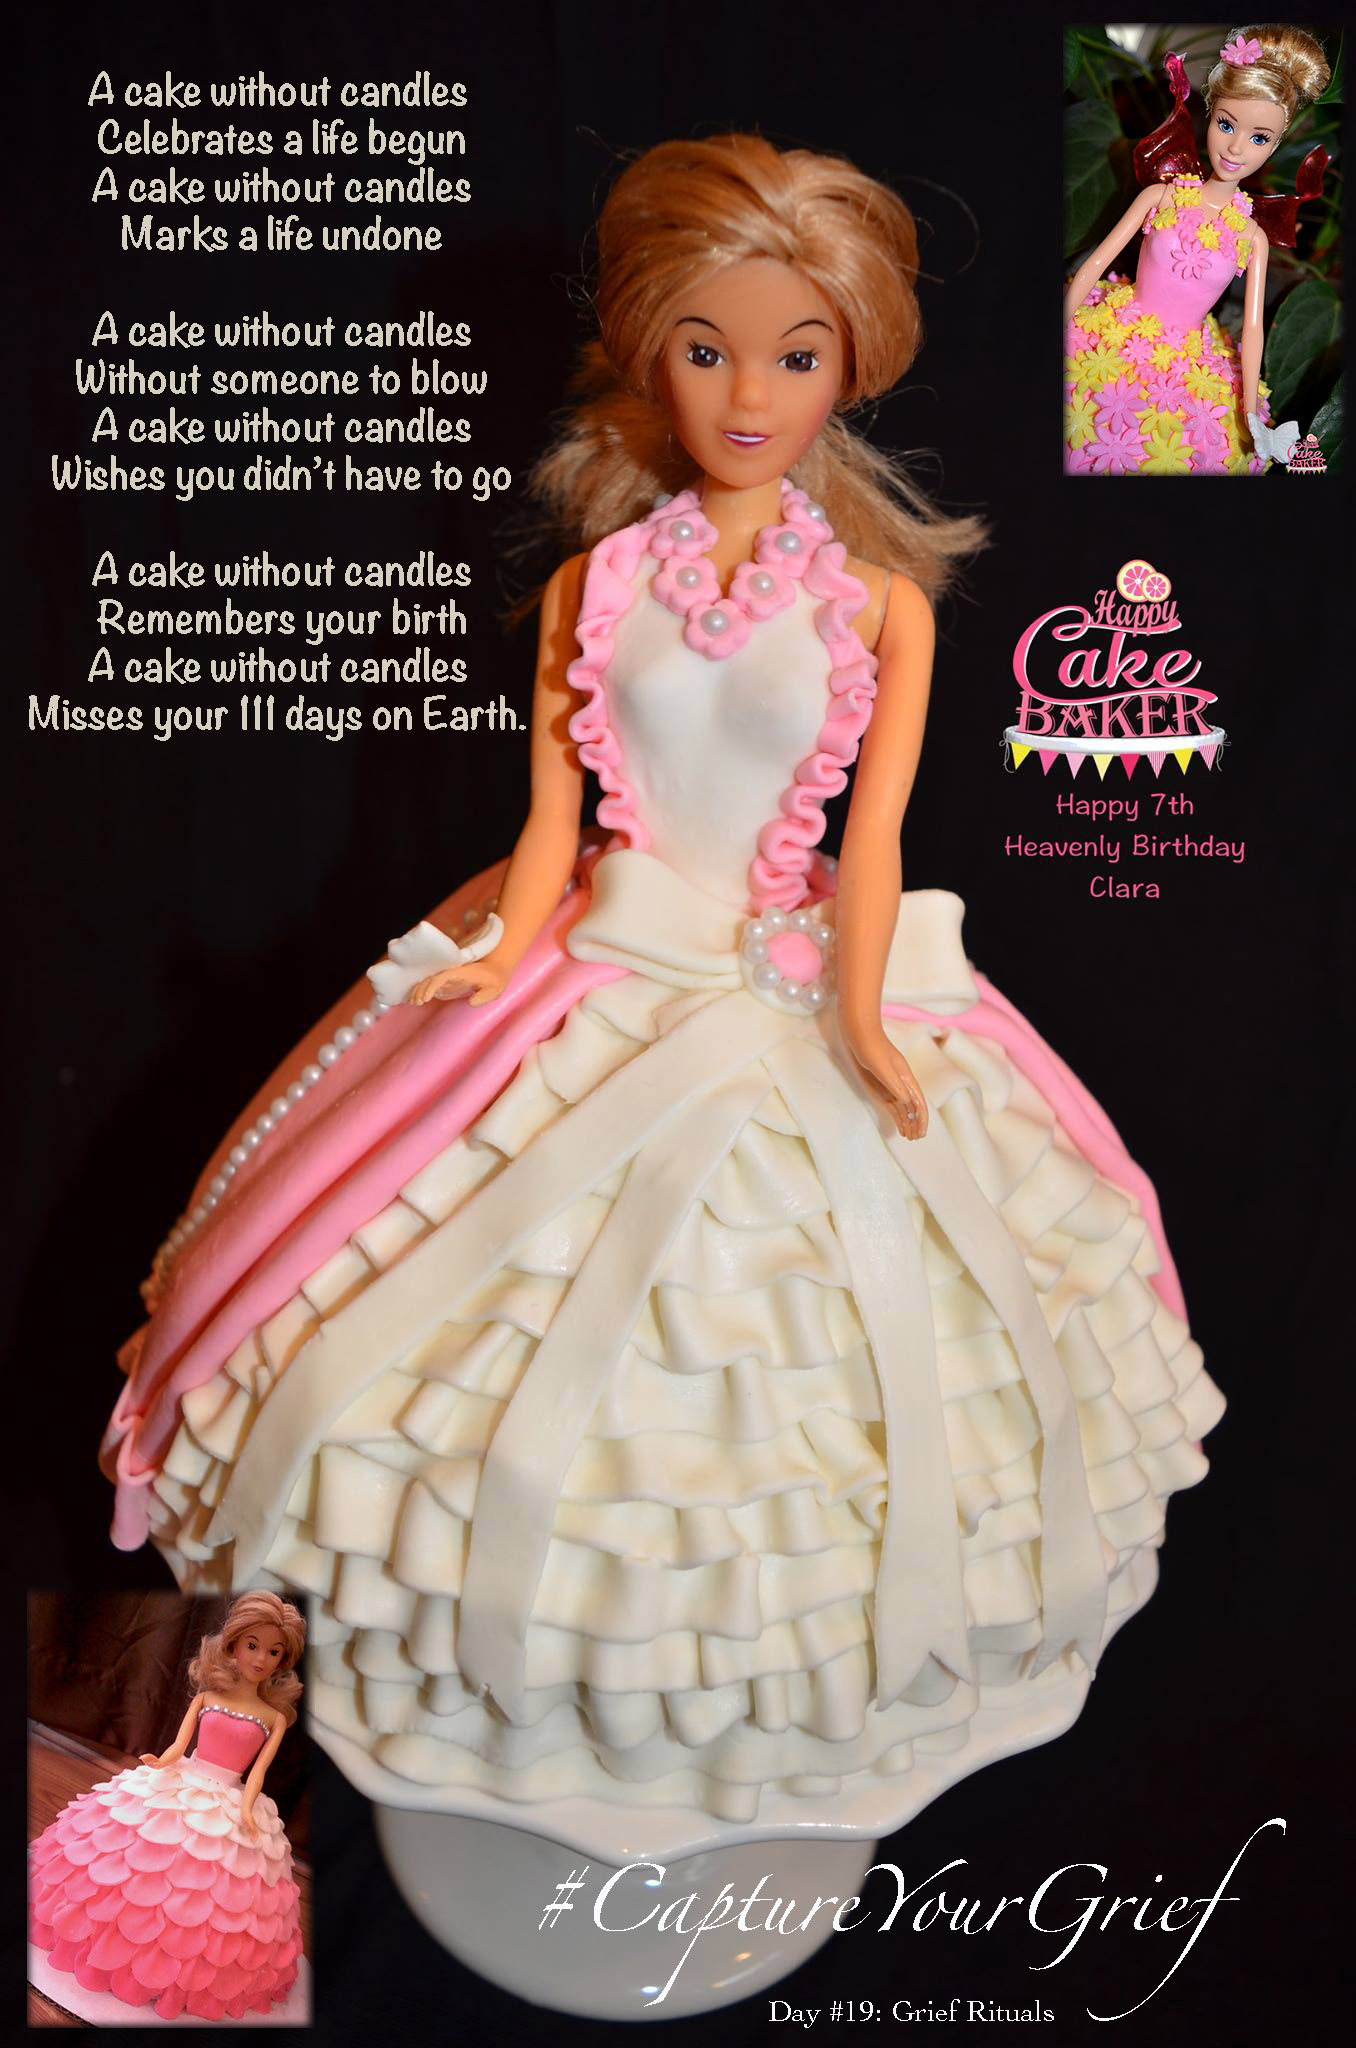 A cake without candles
Celebrates a life begun
A cake without candles
Marks a life undone
A cake without candles
Without someone to blow
A cake without candles
Wishes you didn't have to go
A cake without candles
Remembers your birth
A cake without candles
Misses your 111 days on Earth.
Cake
BAKER
Happy
Cake
BAKER
Happy 7th
Heavenly Birthday
Clara
#CaptureYourGrief
Day #19: Grief Rituals